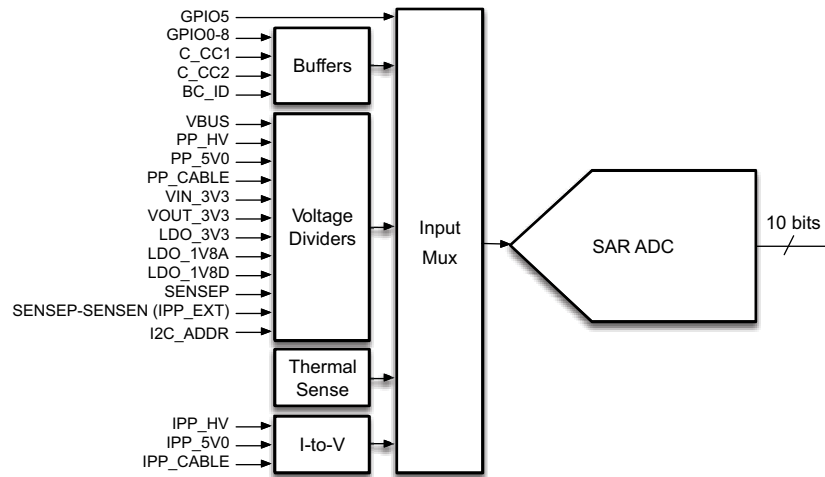 GPIO5
GPIO0-8
C_CC1
C_CC2
BC_ID
Buffers
VBUS
PP_HV
PP_5V0
PP_CABLE
VIN_3V3
VOUT_3V3
LDO_3V3
LDO_1V8A
LDO_1V8D
SENSEP
SENSEP-SENSEN (IPP_EXT)
I2C_ADDR
Voltage
Dividers
Thermal
Sense
IPP_HV
IPP_5V0
IPP_CABLE
I-to-V
Input
Mux
SAR ADC
10 bits